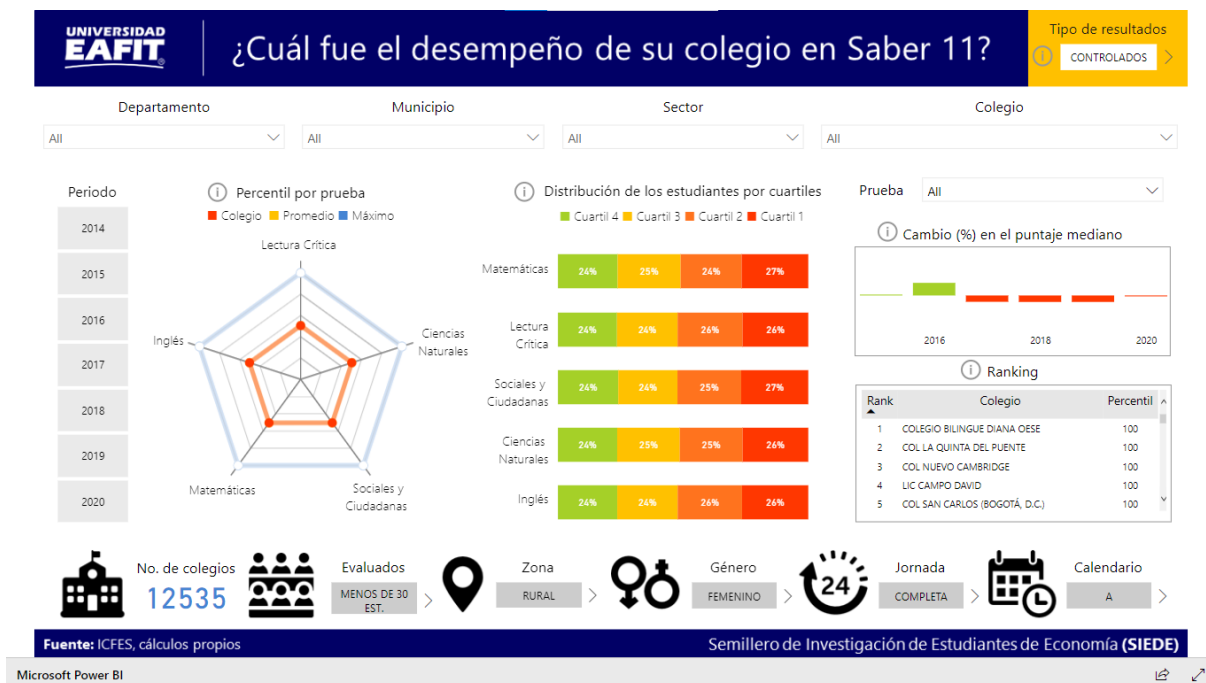 UNIVERSIDAD
EAFIT®
¿Cuál fue el desempeño de su colegio en Saber 11?
Tipo de resultados
CONTROLADOS
Departamento
Municipio
Sector
Colegio
All
All
All
All
Periodo
2014
2015
2016
2017
2018
2019
2020
Percentil por prueba
Colegio Promedio Máximo
Lectura Crítica
Ciencias
Naturales
Sociales y
Ciudadanas
Matemáticas
Inglés
Distribución de los estudiantes por cuartiles
Cuartil 4 Cuartil 3 Cuartil 2 Cuartil 1
Matemáticas 24% 25% 24% 27%
Lectura
Crítica
24% 24% 26% 26%
Sociales y
Ciudadanas
24% 24% 25% 27%
Ciencias
Naturales
24% 25% 25% 26%
Inglés 24% 24% 26% 26%
Prueba All
Cambio (%) en el puntaje mediano
2016 2018 2020
Ranking
Rank Colegio Percentil
1 COLEGIO BILINGUE DIANA OESE 100
2 COL LA QUINTA DEL PUENTE 100
3 COL NUEVO CAMBRIDGE 100
4 LIC CAMPO DAVID 100
5 COL SAN CARLOS (BOGOTÁ, D.C.) 100
No. de colegios
12535
Evaluados
MENOS DE 30
EST.
Zona
RURAL
Género
FEMENINO
24
Jornada
COMPLETA
Calendario
A
Fuente: ICFES, cálculos propios
Semillero de Investigación de Estudiantes de Economía (SIEDE)
Microsoft Power BI